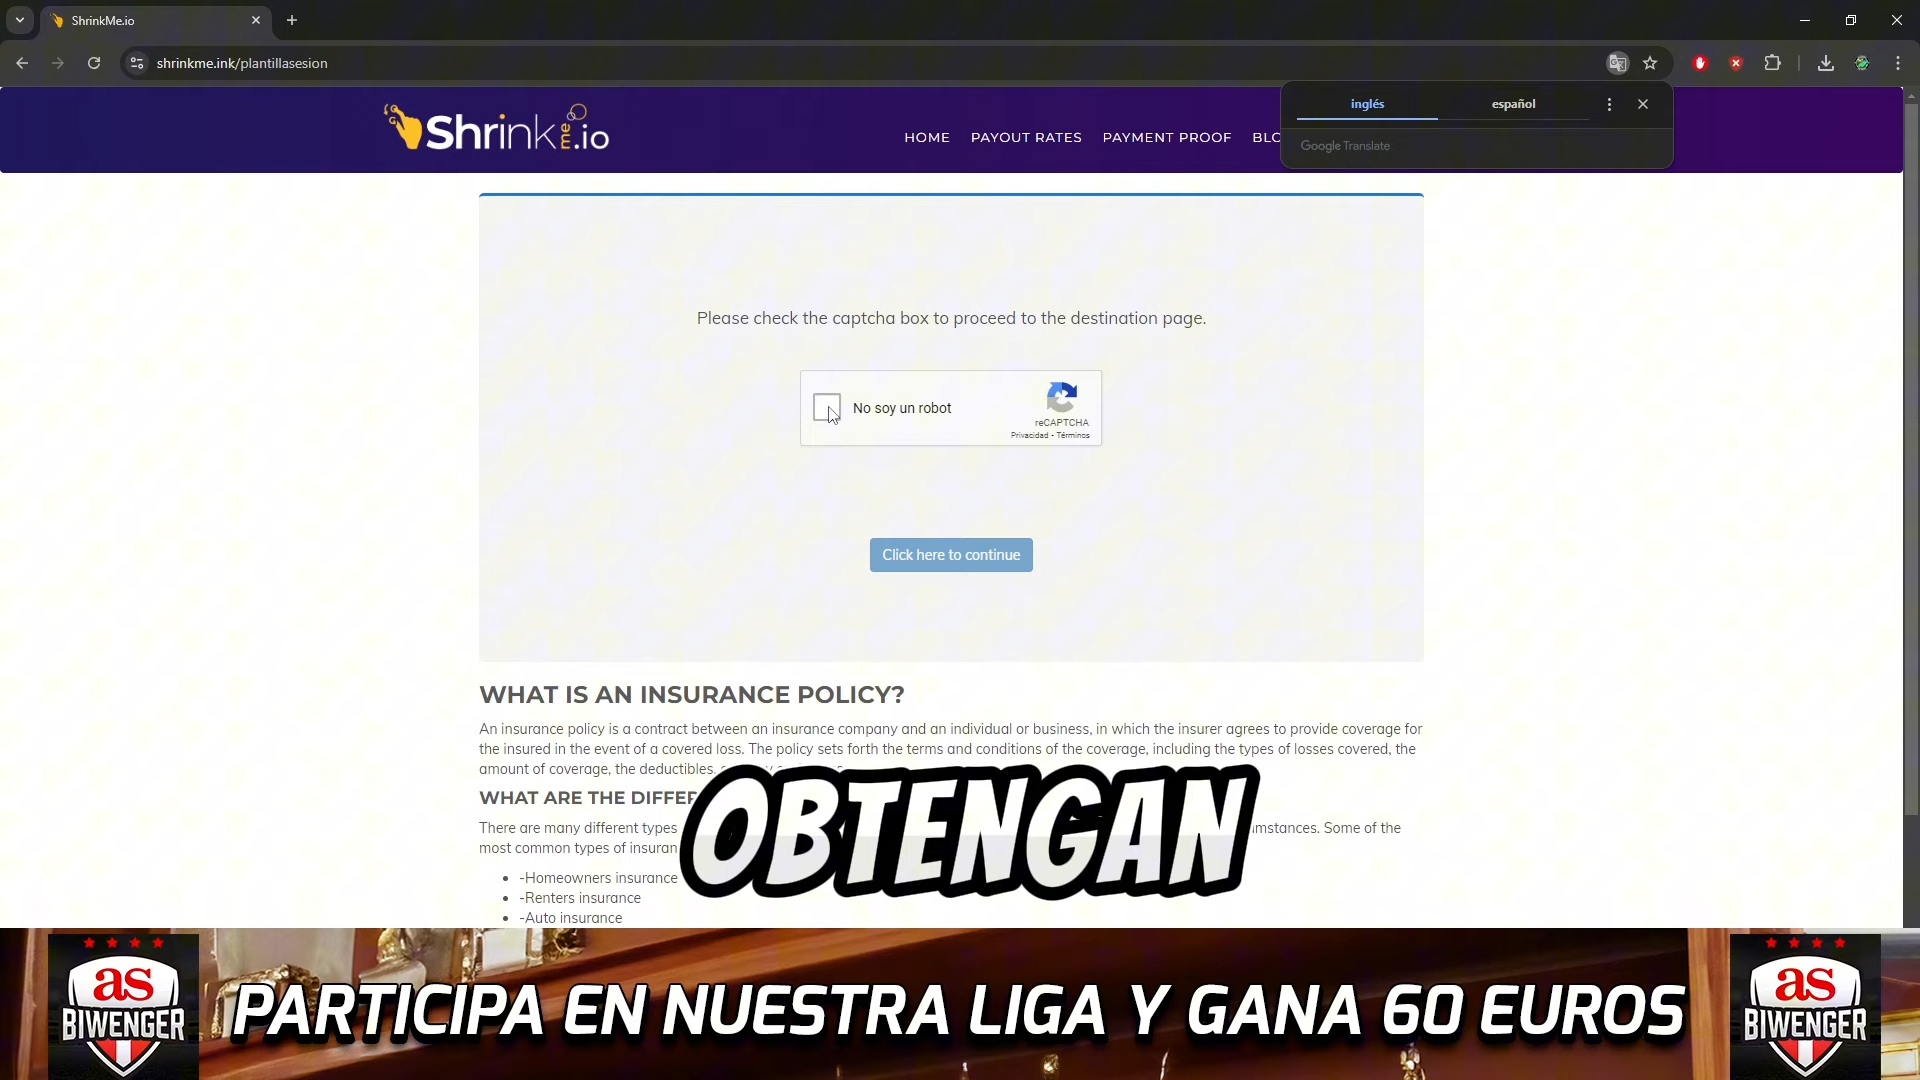 ShrinkMe.io
shrinkme.ink/plantillasesion
inglés
español
Google Translate
Shrinkme.io
HOME
PAYOUT RATES
PAYMENT PROOF
BLO
Please check the captcha box to proceed to the destination page.
No soy un robot
reCAPTCHA
Privacidad - Términos
Click here to continue
WHAT IS AN INSURANCE POLICY?
An insurance policy is a contract between an insurance company and an individual or business, in which the insurer agrees to provide coverage for
the insured in the event of a covered loss. The policy sets forth the terms and conditions of the coverage, including the types of losses covered, the
amount of coverage, the deductibles,
WHAT ARE THE DIFFER
There are many different types
mstances. Some of the
most common types of insuran
-Homeowners insurance
-Renters insurance
-Auto insurance
OBTENGAN
as
BIWENGER
PARTICIPA EN NUESTRA LIGA Y GANA 60 EUROS
as
BIWENGER